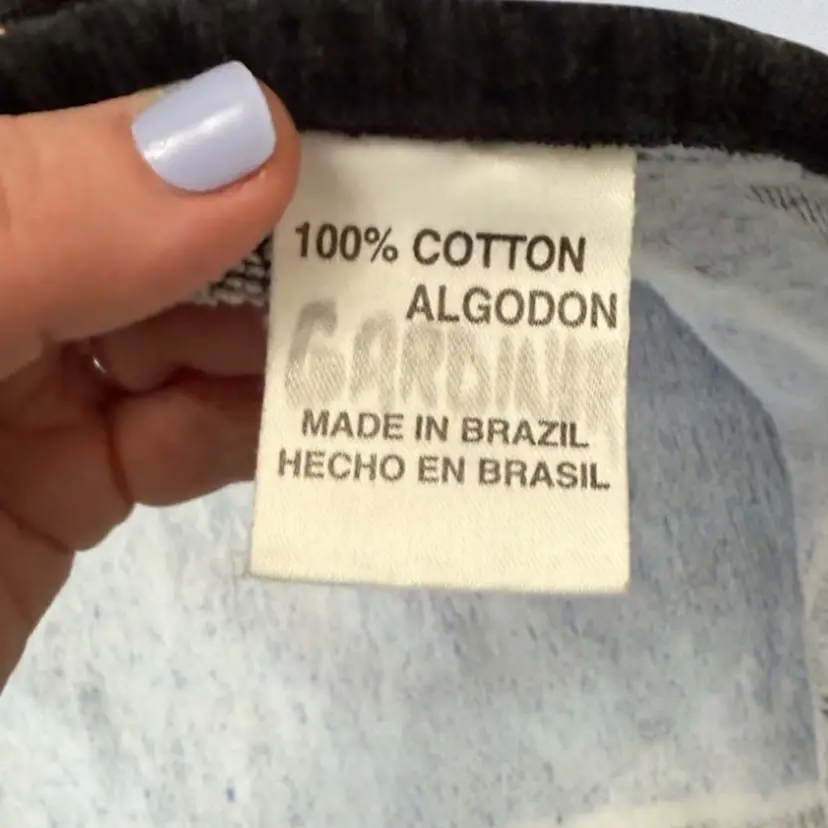 100% COTTON
ALGODON
MADE IN BRAZIL
HECHO EN BRASIL